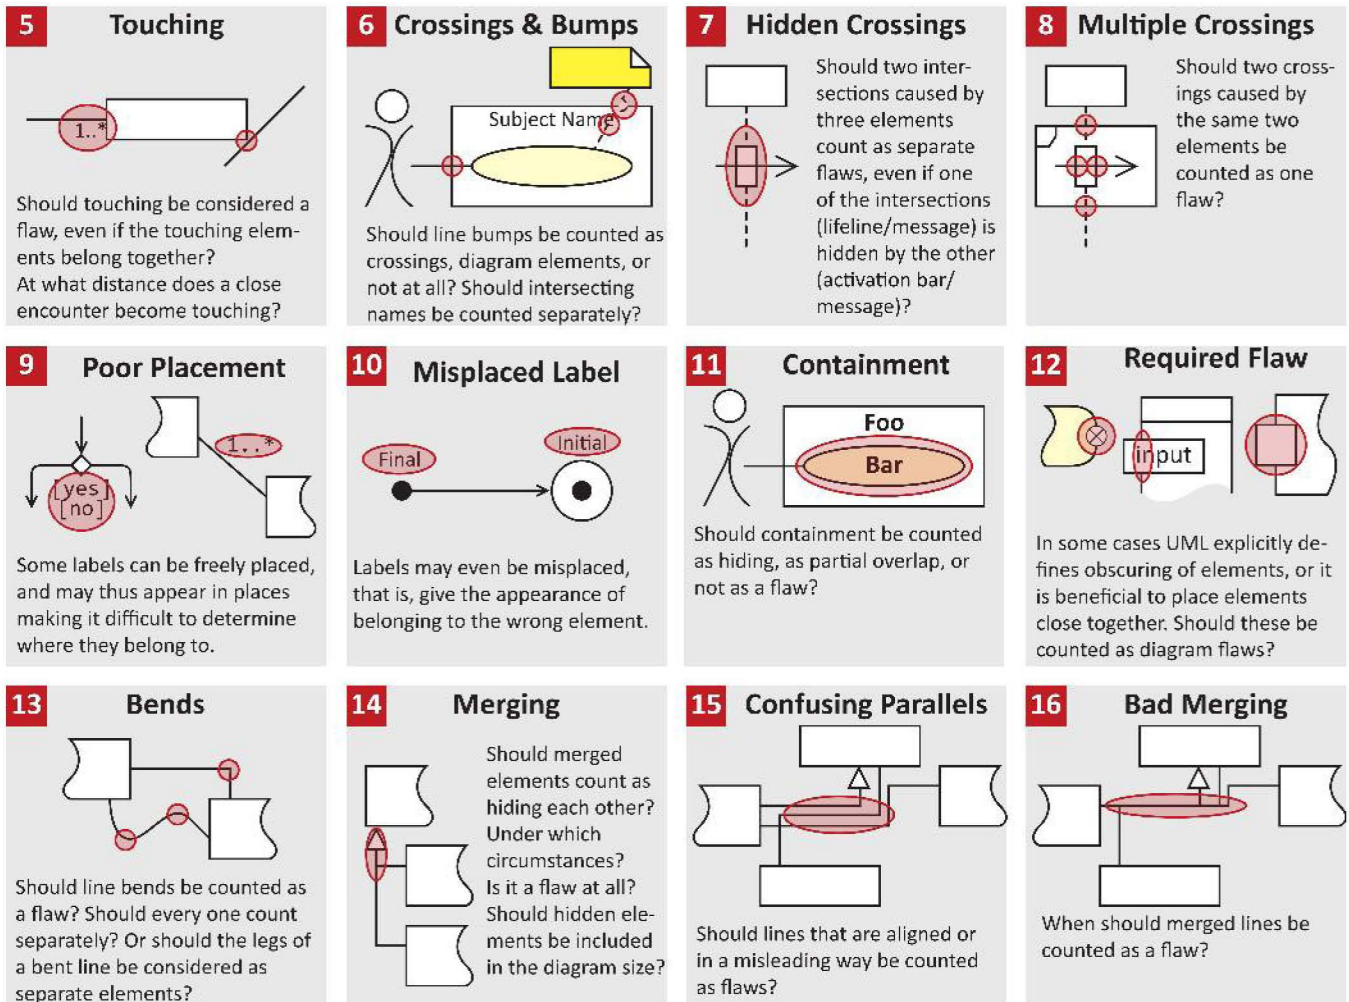 5 Touching
1..*
Should touching be considered a
flaw, even if the touching elem-
ents belong together?
At what distance does a close
encounter become touching?
6 Crossings & Bumps
Subject Name
Should line bumps be counted as
crossings, diagram elements, or
not at all? Should intersecting
names be counted separately?
7 Hidden Crossings
Should two inter-
sections caused by
three elements
count as separate
flaws, even if one
of the intersections
(lifeline/message) is
hidden by the other
(activation bar/
message)?
8 Multiple Crossings
Should two cross-
ings caused by
the same two
elements be
counted as one
flaw?
9 Poor Placement
1..*
[yes]
[no]
Some labels can be freely placed,
and may thus appear in places
making it difficult to determine
where they belong to.
10 Misplaced Label
Initial
Final
Labels may even be misplaced,
that is, give the appearance of
belonging to the wrong element.
11 Containment
Foo
Bar
Should containment be counted
as hiding, as partial overlap, or
not as a flaw?
12 Required Flaw
input
In some cases UML explicitly de-
fines obscuring of elements, or it
is beneficial to place elements
close together. Should these be
counted as diagram flaws?
13 Bends
Should line bends be counted as
a flaw? Should every one count
separately? Or should the legs of
a bent line be considered as
separate elements?
14 Merging
Should merged
elements count as
hiding each other?
Under which
circumstances?
Is it a flaw at all?
Should hidden ele-
ments be included
in the diagram size?
15 Confusing Parallels
Should lines that are aligned or
in a misleading way be counted
as flaws?
16 Bad Merging
When should merged lines be
counted as a flaw?